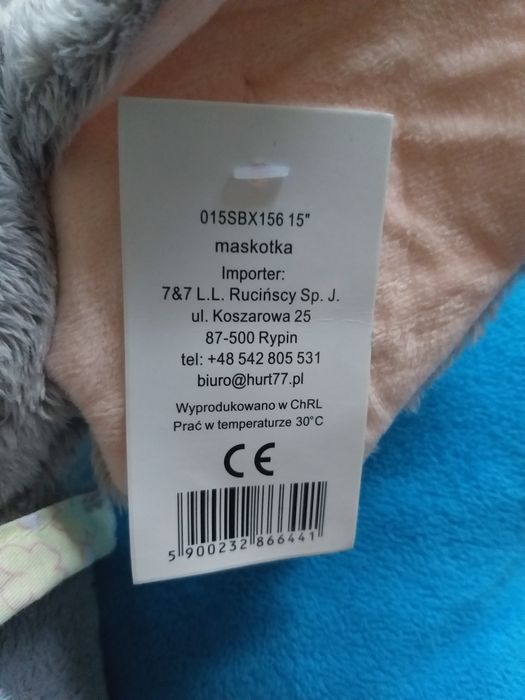 015SBX156 15"
maskotka
Importer:
7&7 L.L. Rucińscy Sp. J.
ul. Koszarowa 25
87-500 Rypin
tel: +48 542 805 531
biuro@hurt77.pl
Wyprodukowano w ChRL
Prać w temperaturze 30°C
CE
5 900232 866441